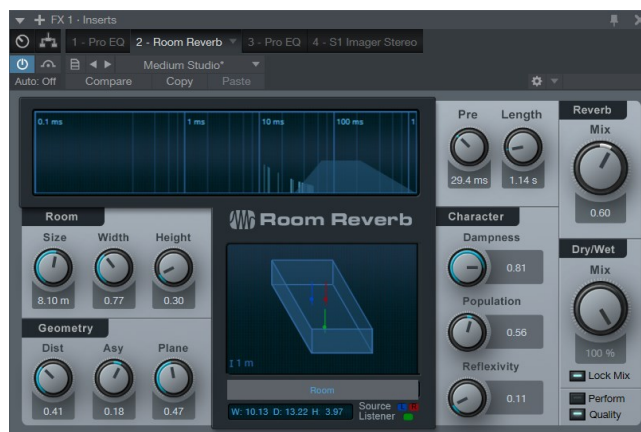 FX 1 · Inserts
1 - Pro EQ 2 - Room Reverb 3 - Pro EQ 4 - S1 Imager Stereo
Medium Studio*
Auto: Off Compare Copy Paste
0.1 ms 1 ms 10 ms 100 ms 1
Pre Length
29.4 ms 1.14 s
Reverb
Mix
0.60
Room
Size Width Height
8.10 m 0.77 0.30
Room Reverb
Character
Dampness
0.81
Population
0.56
Reflexivity
0.11
Dry/Wet
Mix
100 %
Lock Mix
Perform
Quality
Geometry
Dist Asy Plane
0.41 0.18 0.47
1 m
Room
W: 10.13 D: 13.22 H: 3.97
Source L R
Listener